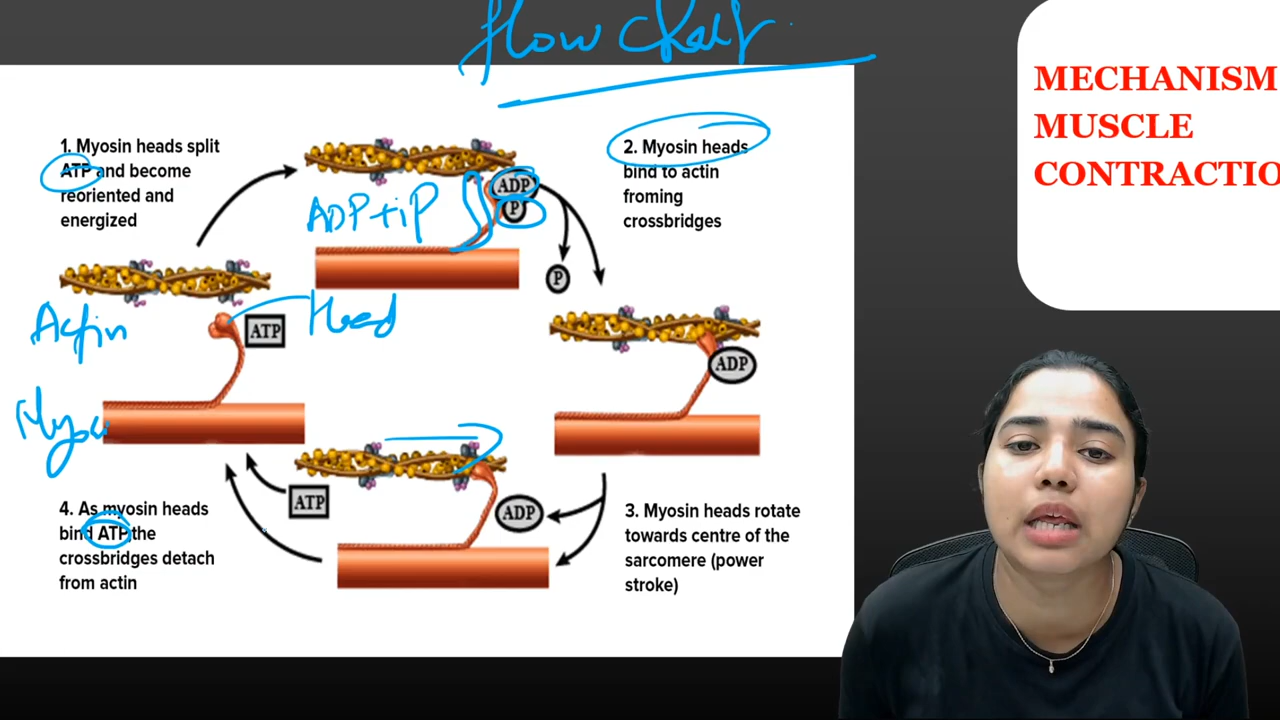 flow chart
MECHANISM
MUSCLE
CONTRACTIO
1. Myosin heads split
ATP and become
reoriented and
energized
2. Myosin heads
bind to actin
froming
crossbridges
ADP
P
ADP+iP
P
Actin
Head
ATP
ADP
Myosi
ATP
ADP
4. As myosin heads
bind ATP the
crossbridges detach
from actin
3. Myosin heads rotate
towards centre of the
sarcomere (power
stroke)